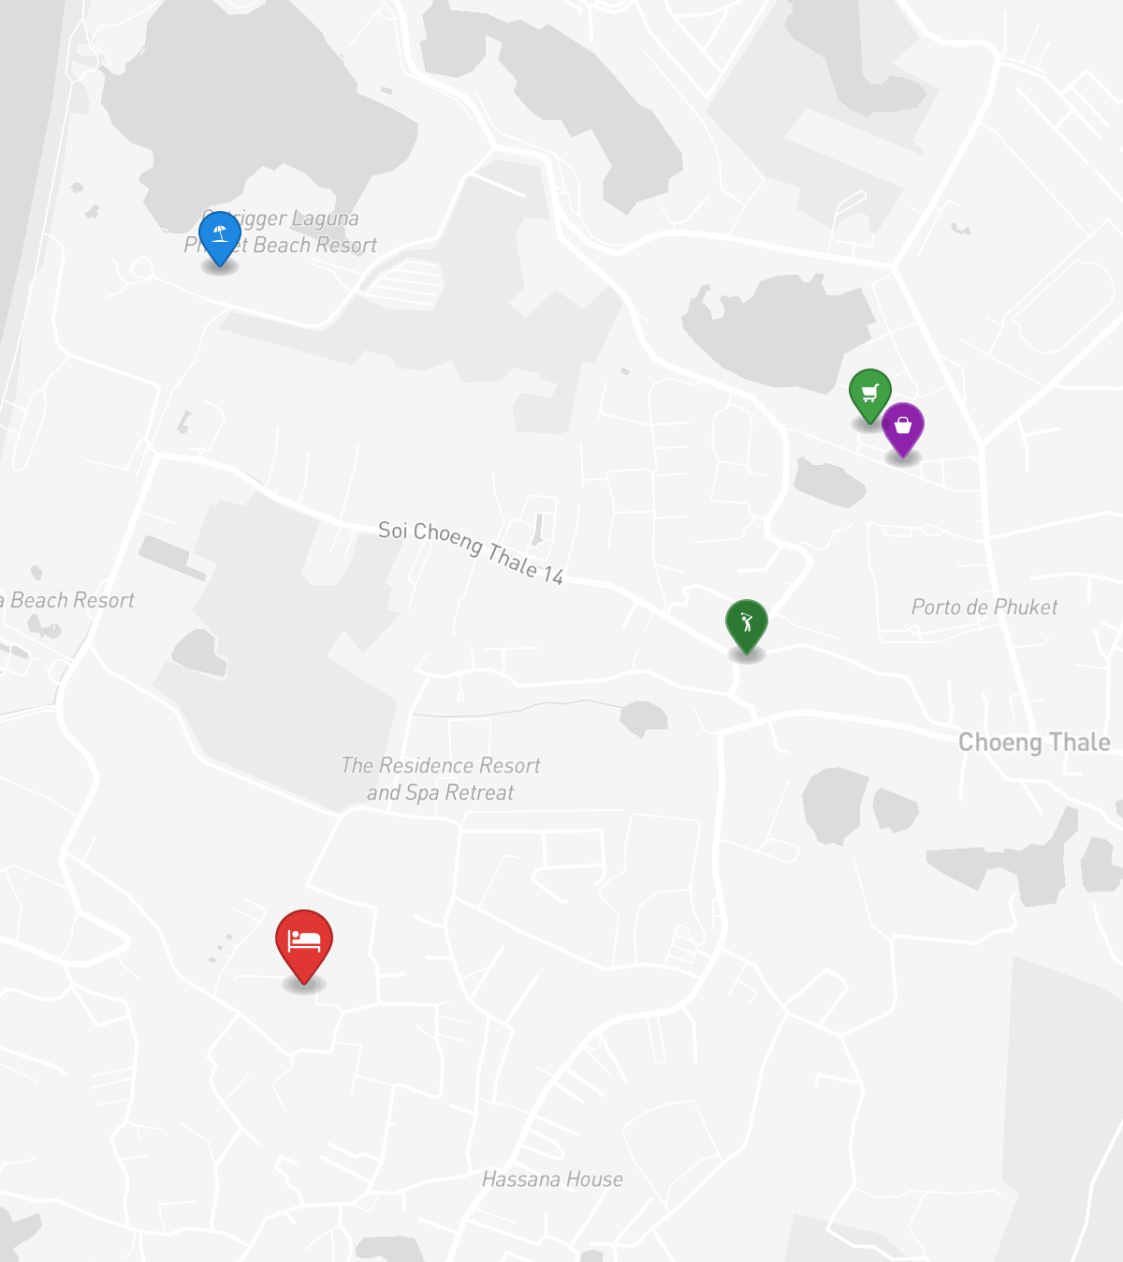 Laguna
Beach Resort
Soi Choeng Thale 14
Beach Resort
Porto de Phuket
Choeng Thale
The Residence Resort
and Spa Retreat
Hassana House